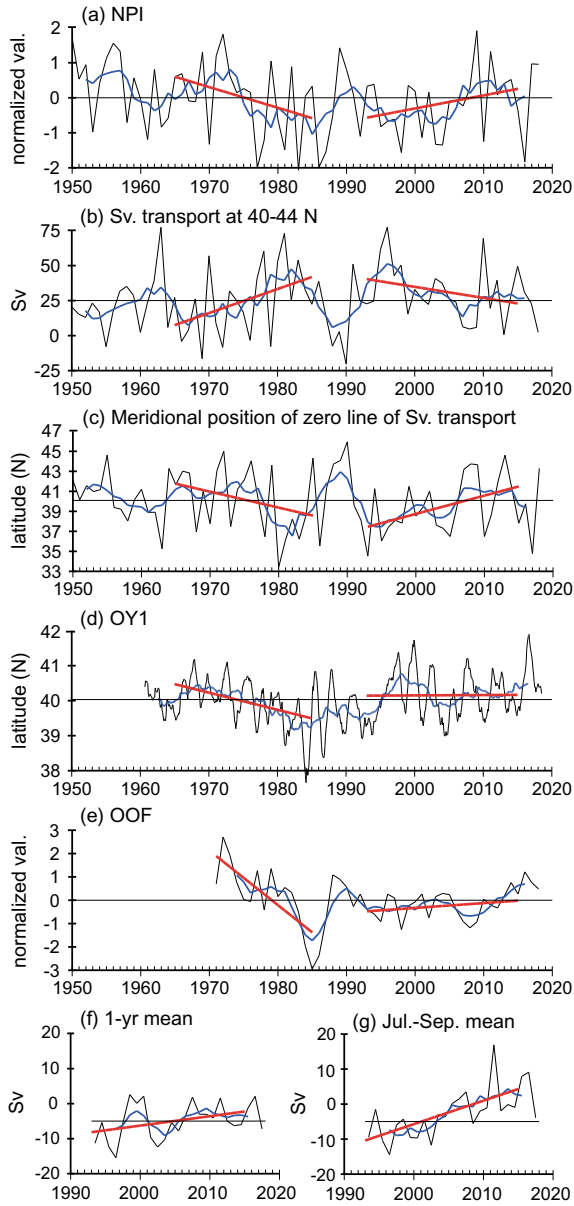 (a) NPI
normalized val.
2
1
0
-1
-2
1950 1960 1970 1980 1990 2000 2010 2020
(b) Sv. transport at 40-44 N
Sv
75
50
25
0
-25
1950 1960 1970 1980 1990 2000 2010 2020
(c) Meridional position of zero line of Sv. transport
latitude (N)
47
45
43
41
39
37
35
33
1950 1960 1970 1980 1990 2000 2010 2020
(d) OY1
latitude (N)
42
41
40
39
38
1950 1960 1970 1980 1990 2000 2010 2020
(e) OOF
normalized val.
3
2
1
0
-1
-2
-3
1950 1960 1970 1980 1990 2000 2010 2020
(f) 1-yr mean
Sv
20
10
0
-10
-20
1990 2000 2010 2020
(g) Jul.-Sep. mean
Sv
20
10
0
-10
-20
1990 2000 2010 2020